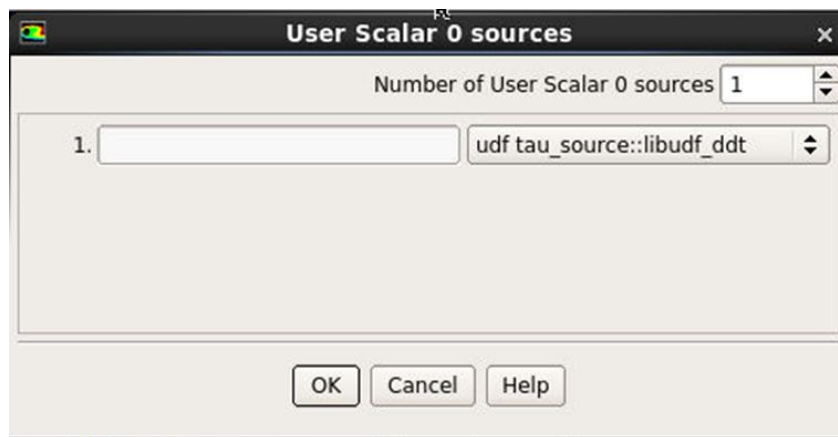 User Scalar 0 sources
Number of User Scalar 0 sources 1
1. udf tau_source::libudf_ddt
OK Cancel Help